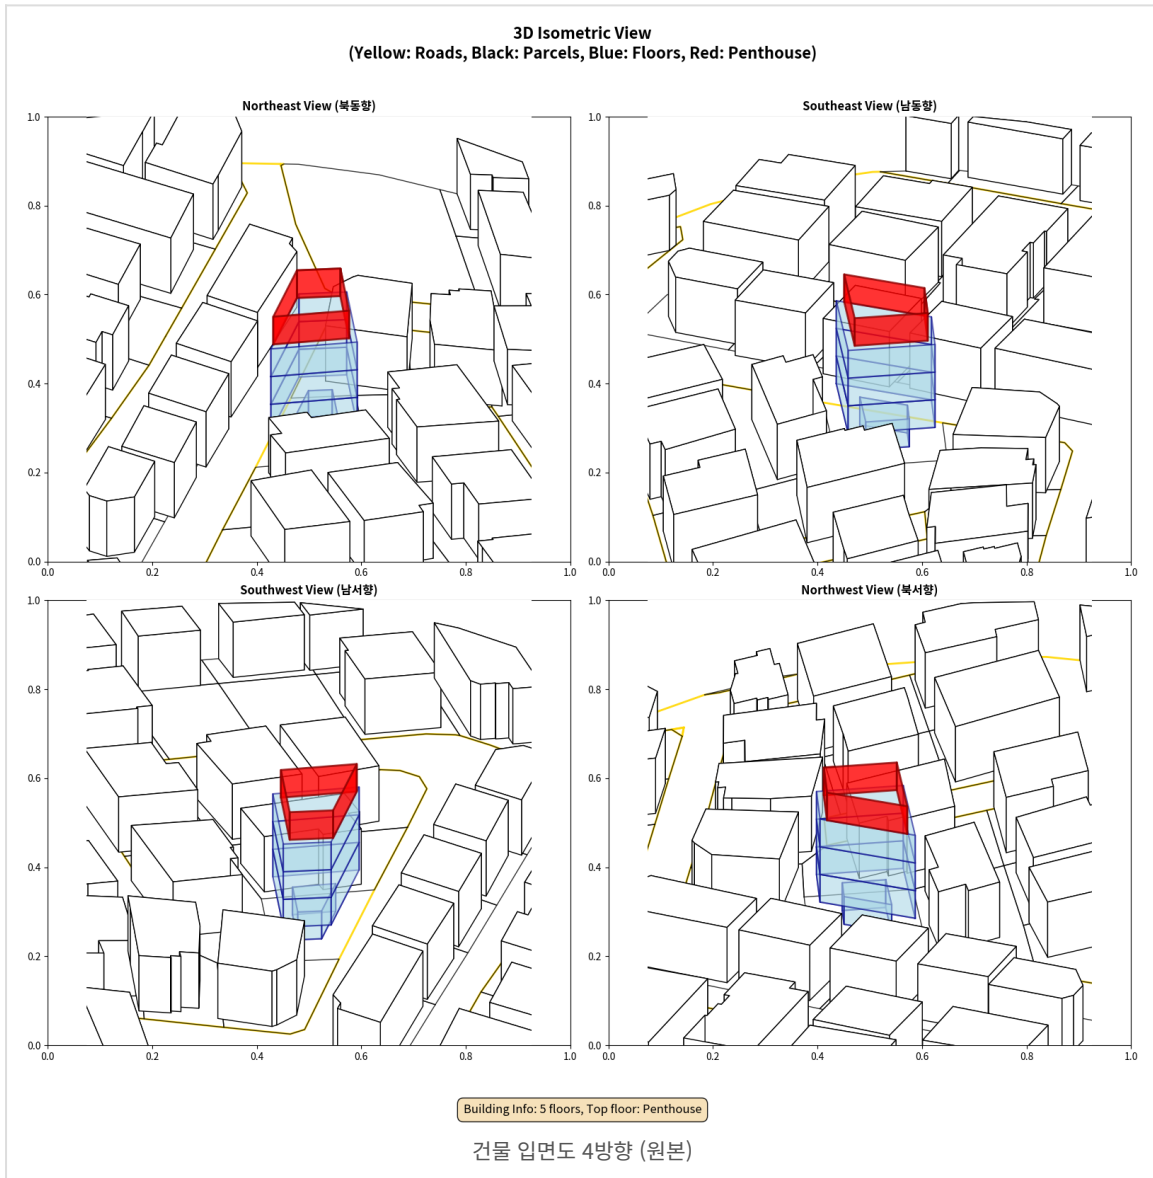 3D Isometric View
(Yellow: Roads, Black: Parcels, Blue: Floors, Red: Penthouse)
Northeast View (북동향)
1.0
0.8
0.6
0.4
0.2
0.0
0.0 0.2 0.4 0.6 0.8 1.0
Southeast View (남동향)
1.0
0.8
0.6
0.4
0.2
0.0
0.0 0.2 0.4 0.6 0.8 1.0
Southwest View (남서향)
1.0
0.8
0.6
0.4
0.2
0.0
0.0 0.2 0.4 0.6 0.8 1.0
Northwest View (북서향)
1.0
0.8
0.6
0.4
0.2
0.0
0.0 0.2 0.4 0.6 0.8 1.0
Building Info: 5 floors, Top floor: Penthouse
건물 입면도 4방향 (원본)